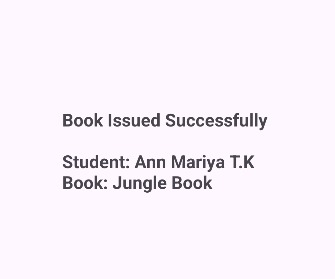 Book Issued Successfully
Student: Ann Mariya T.K
Book: Jungle Book